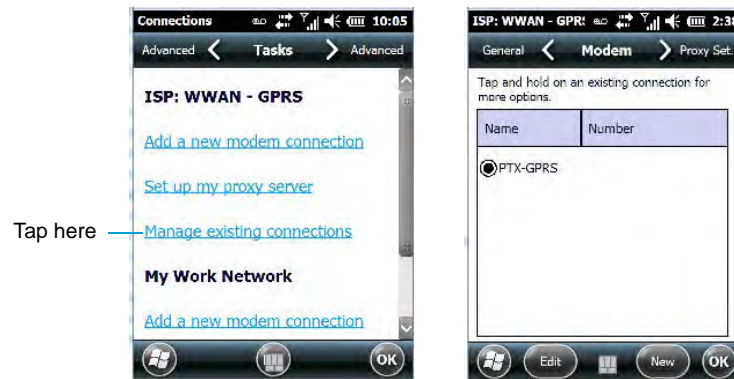 Connections 10:05
Advanced Tasks Advanced
ISP: WWAN - GPRS
Add a new modem connection
Set up my proxy server
Tap here
Manage existing connections
My Work Network
Add a new modem connection
OK
ISP: WWAN - GPR: 2:38
General Modem Proxy Set.
Tap and hold on an existing connection for
more options.
Name Number
PTX-GPRS
Edit New OK